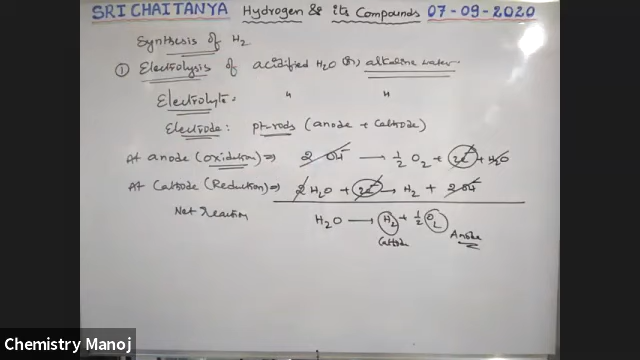 SRI CHAITANYA Hydrogen & its Compounds 07-09-2020
Synthesis of H2
① Electrolysis of acidified H2O (or) alkaline water
Electrolyte: " "
Electrode: pt-rods (anode + Cathode)
At anode (oxidation) ⇒ 2 OH⁻ → 1/2 O2 + 2e⁻ + H2O
At Cathode (Reduction) ⇒ 2 H2O + 2e⁻ → H2 + 2 OH⁻
Net Reaction H2O → H2 + 1/2 O2
Cathode Anode
Chemistry Manoj